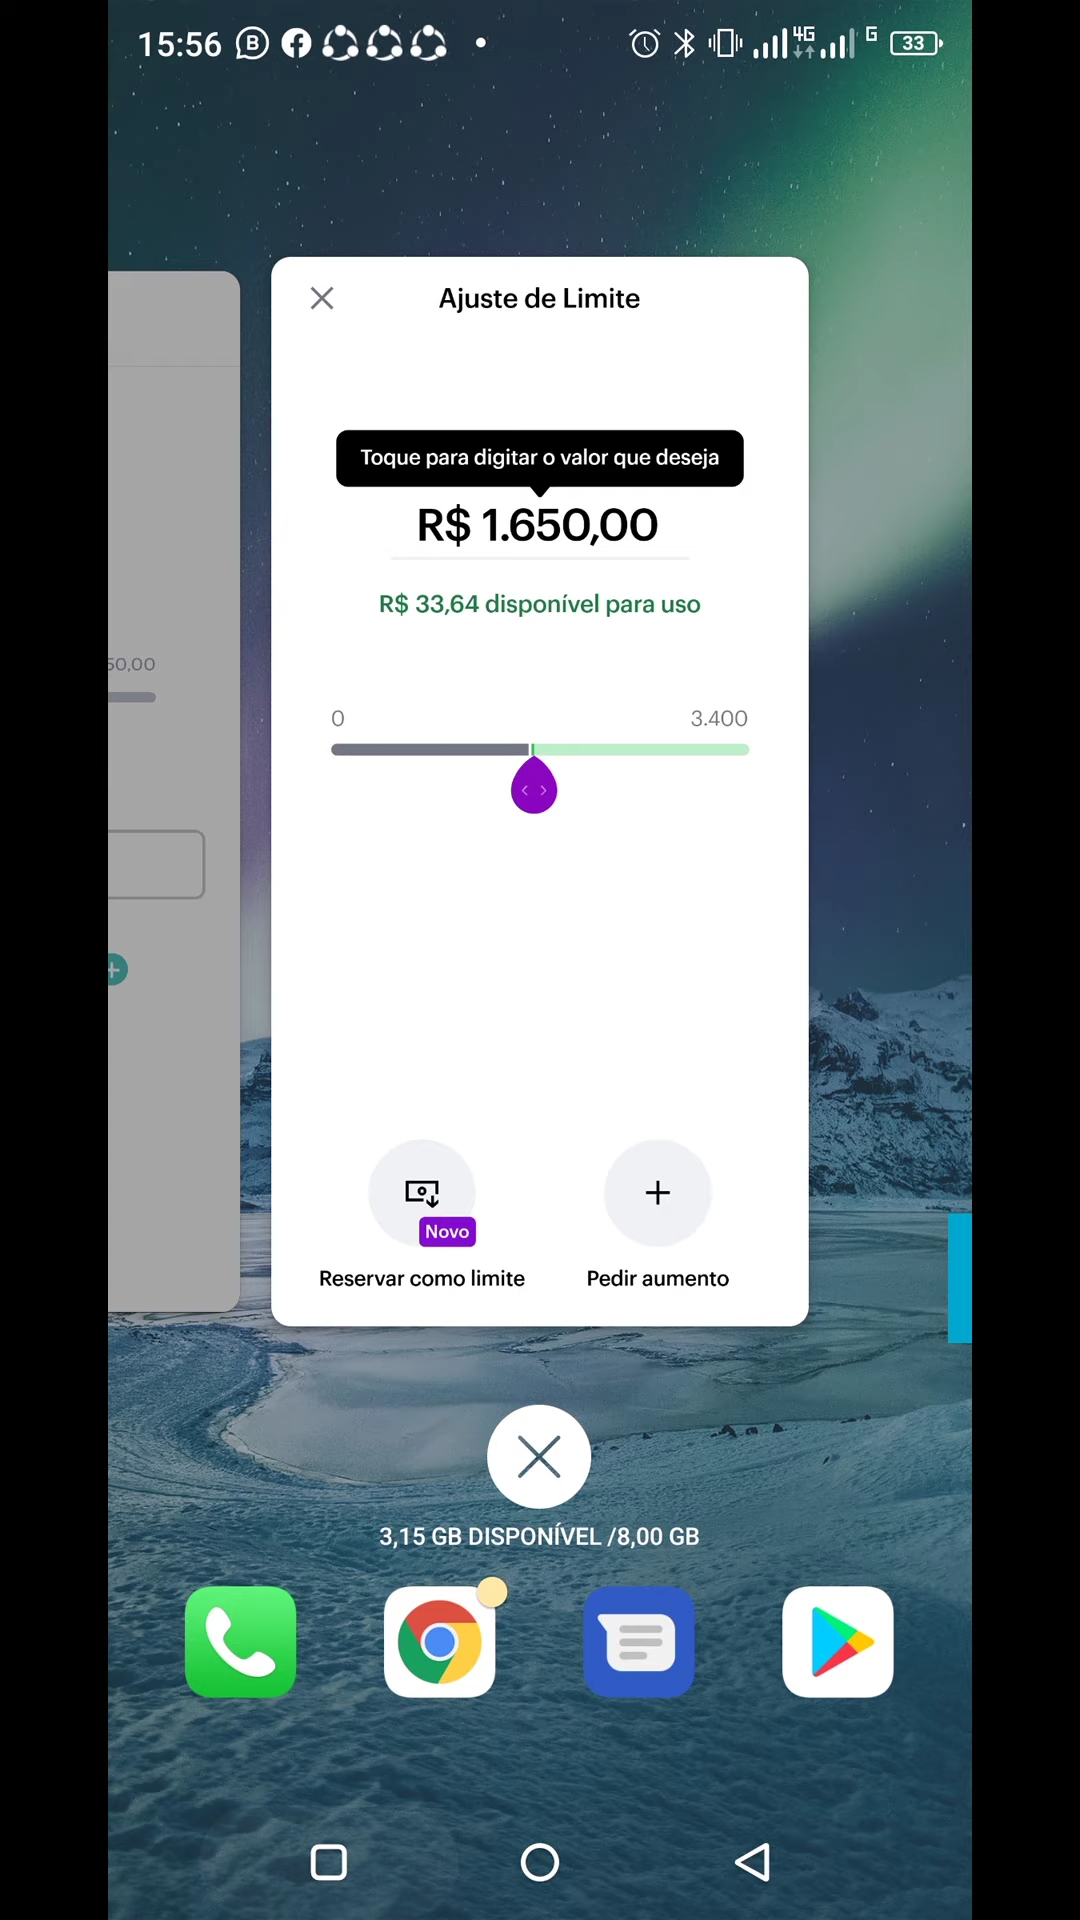 15:56
4G
G
33
Ajuste de Limite
Toque para digitar o valor que deseja
R$ 1.650,00
R$ 33,64 disponível para uso
50,00
0
3.400
Novo
Reservar como limite
Pedir aumento
3,15 GB DISPONÍVEL /8,00 GB